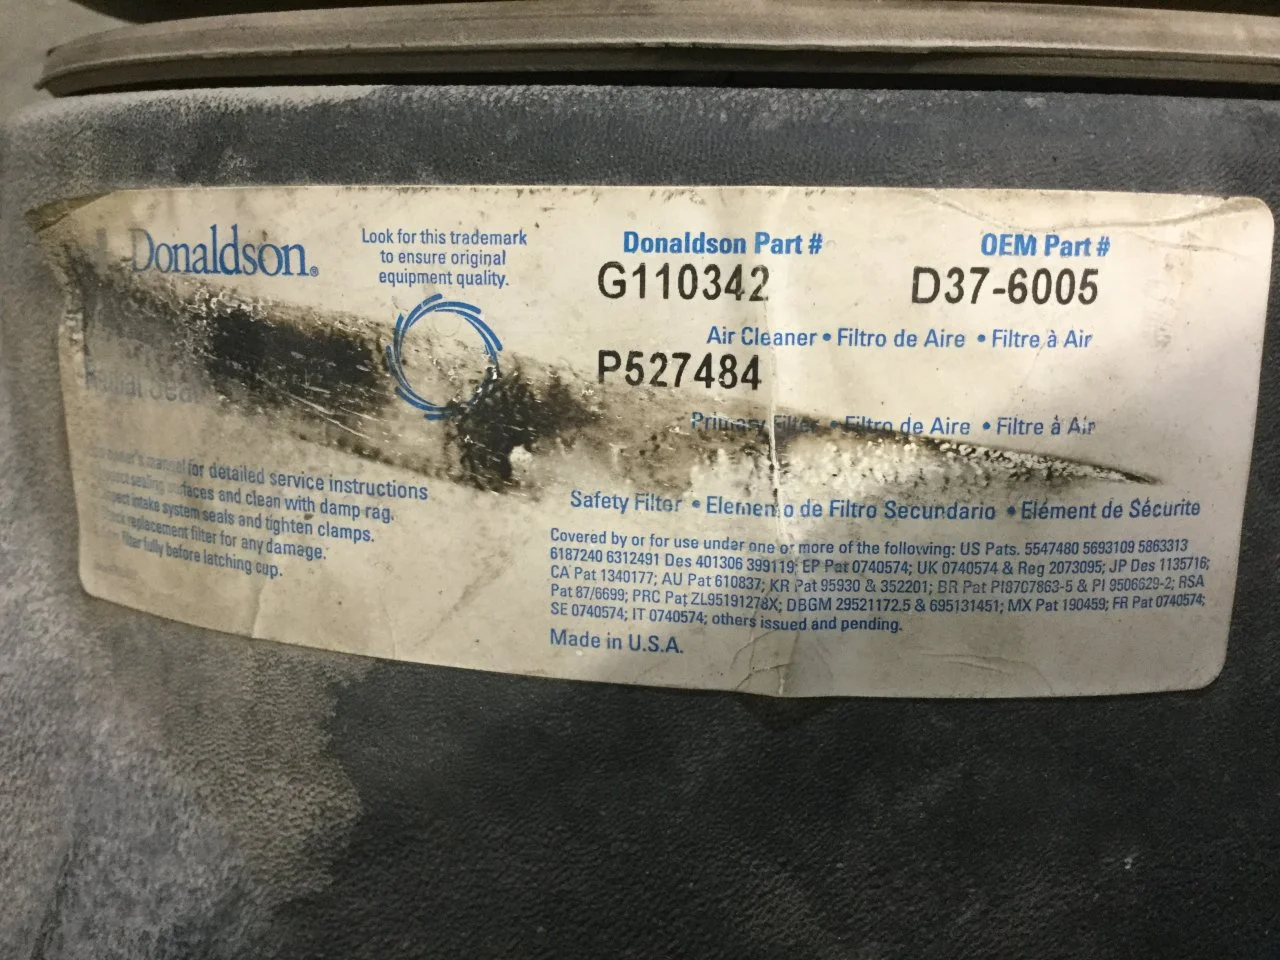 Donaldson®
Look for this trademark
to ensure original
equipment quality.
Donaldson Part #
OEM Part #
G110342
D37-6005
Air Cleaner • Filtro de Aire • Filtre à Air
P527484
Primary Filter • Filtro de Aire • Filtre à Air
Safety Filter • Elemento de Filtro Secundario • Elément de Sécurite
manual for detailed service instructions
sealing surfaces and clean with damp rag.
intake system seals and tighten clamps.
replacement filter for any damage.
filter fully before latching cup.
Covered by or for use under one or more of the following: US Pats. 5547480 5693109 5863313
6187240 6312491 Des 401306 399119; EP Pat 0740574; UK 0740574 & Reg 2073095; JP Des 1135716;
CA Pat 1340177; AU Pat 610837; KR Pat 95930 & 352201; BR Pat PI8707863-5 & PI 9506629-2; RSA
Pat 87/6699; PRC Pat ZL95191278X; DBGM 29521172.5 & 695131451; MX Pat 190459; FR Pat 0740574;
SE 0740574; IT 0740574; others issued and pending.
Made in U.S.A.